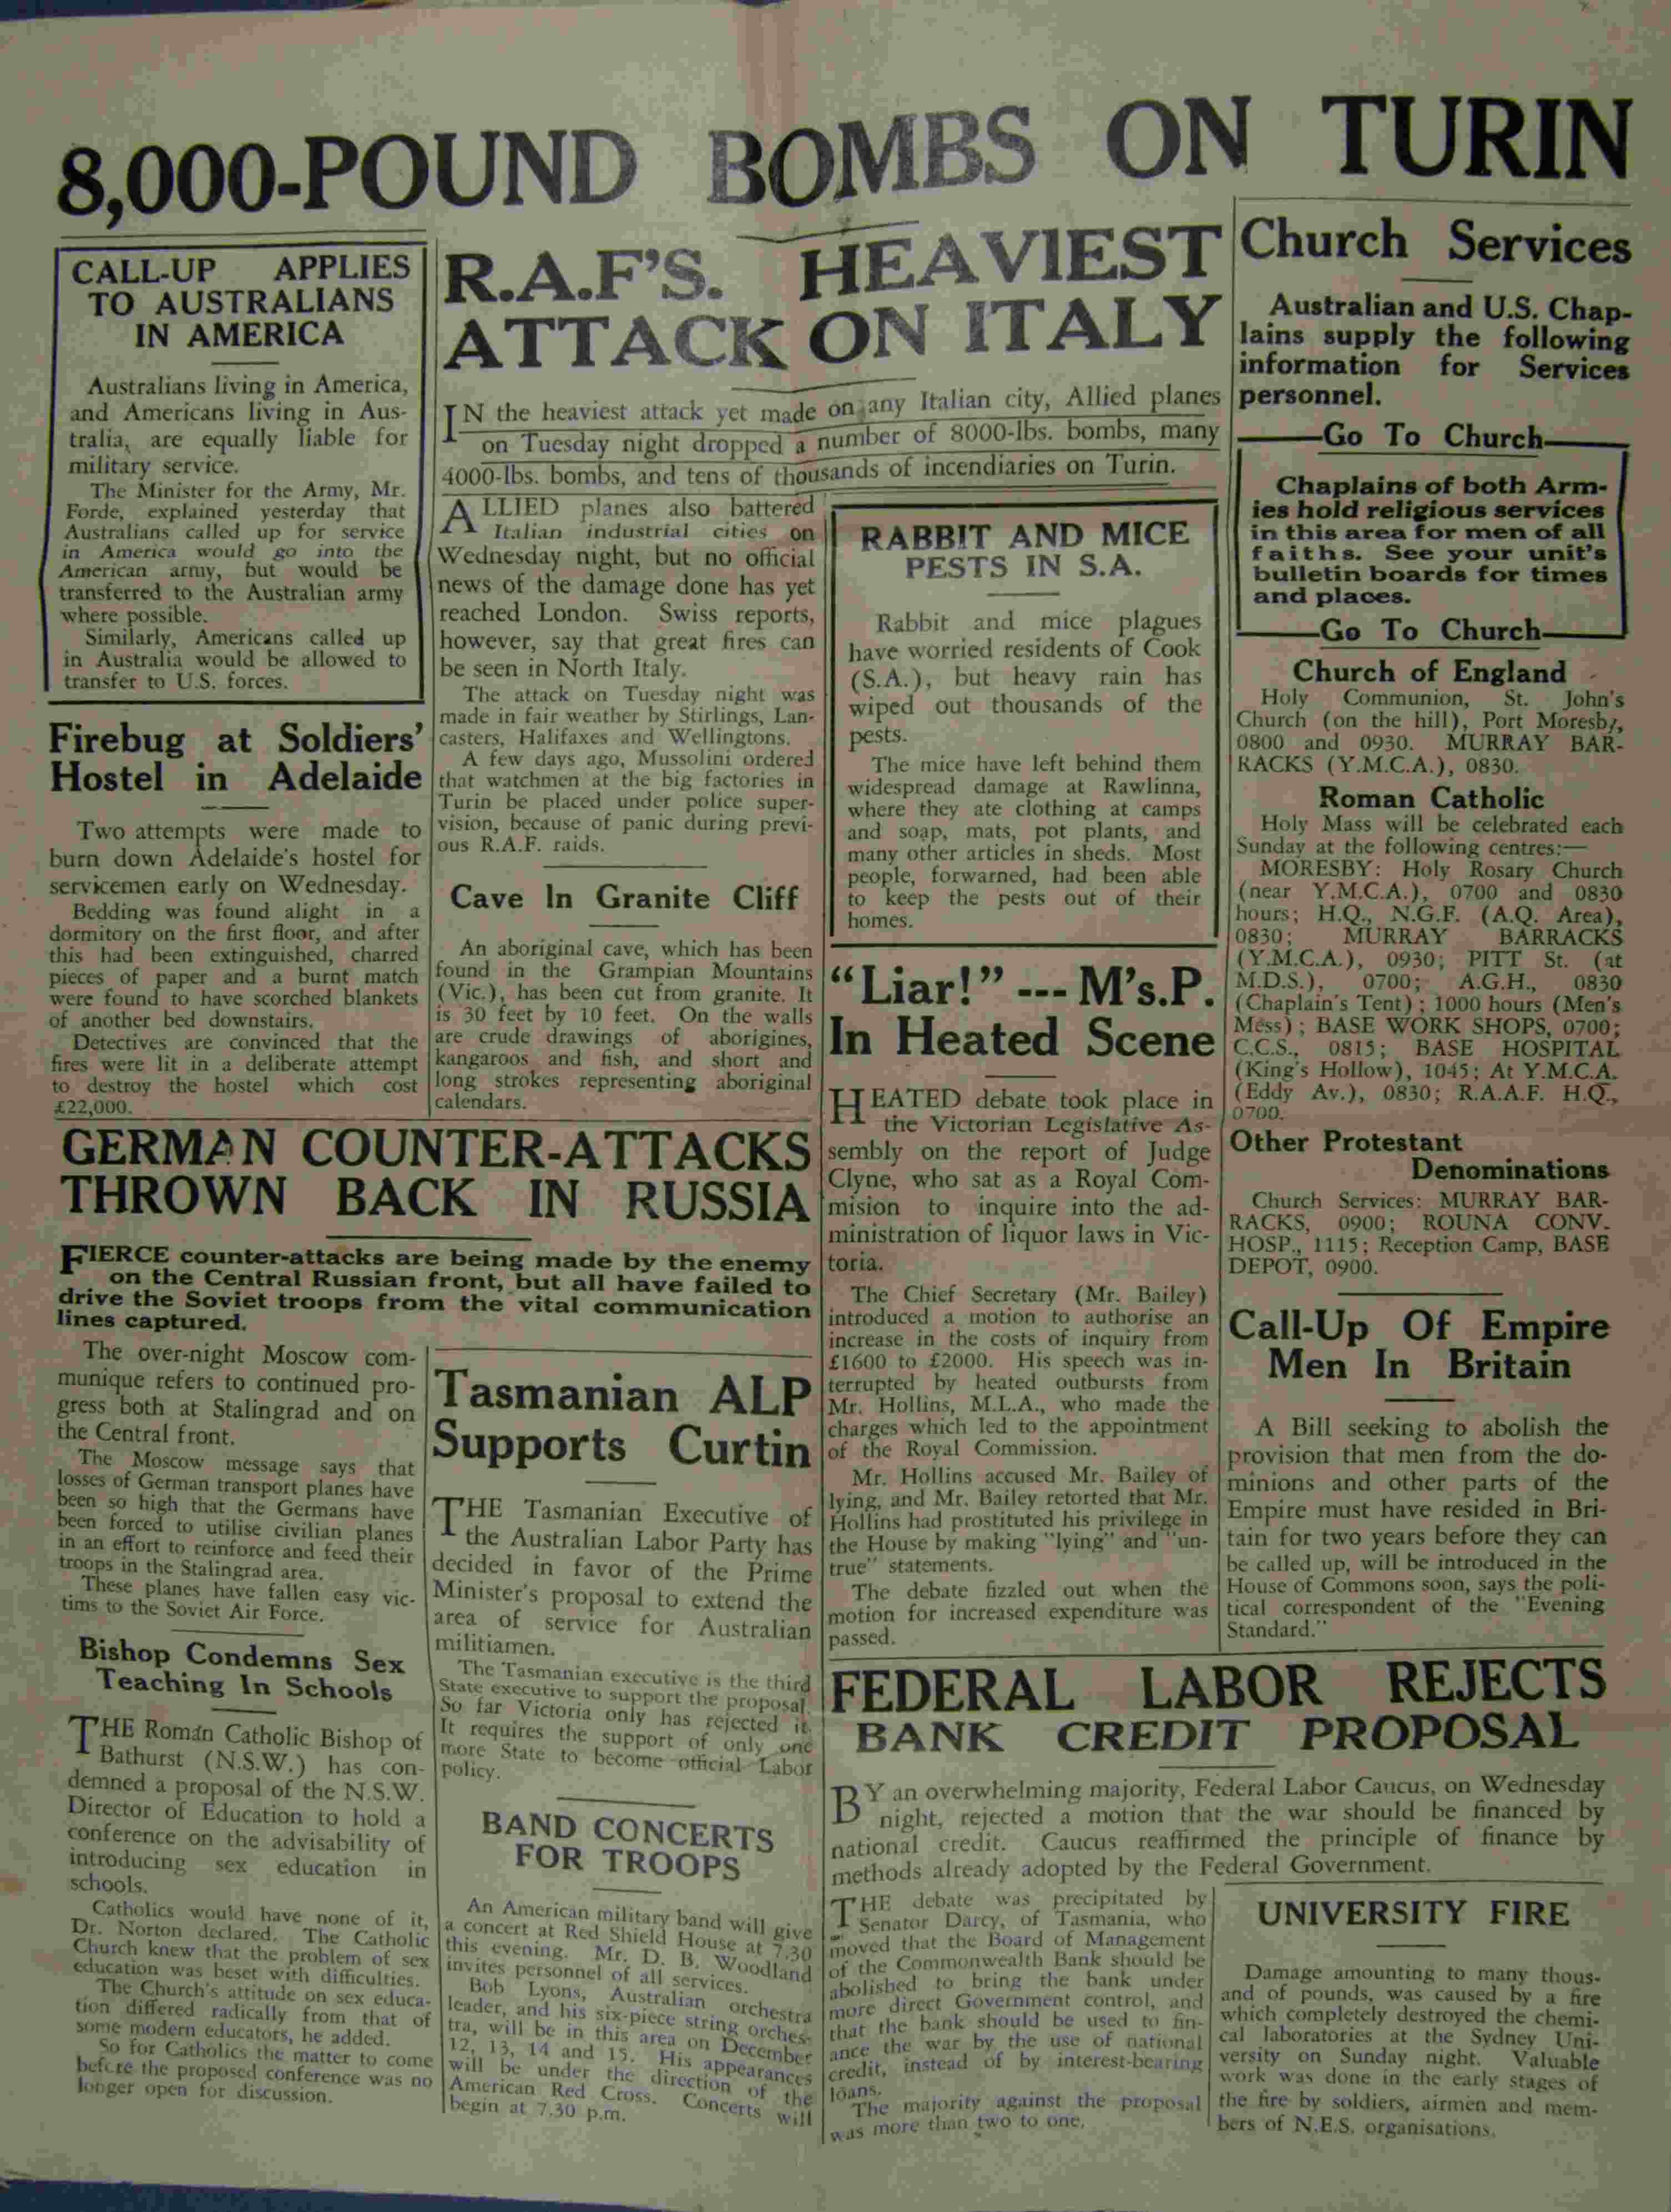 8,000-POUND BOMBS ON TURIN
CALL-UP APPLIES
TO AUSTRALIANS
IN AMERICA
Australians living in America,
and Americans living in Aus-
tralia, are equally liable for
military service.
The Minister for the Army, Mr.
Forde, explained yesterday that
Australians called up for service
in America would go into the
American army, but would be
transferred to the Australian army
where possible.
Similarly, Americans called up
in Australia would be allowed to
transfer to U.S. forces.
Firebug at Soldiers'
Hostel in Adelaide
Two attempts were made to
burn down Adelaide's hostel for
servicemen early on Wednesday.
Bedding was found alight in a
dormitory on the first floor, and after
this had been extinguished, charred
pieces of paper and a burnt match
were found to have scorched blankets
of another bed downstairs.
Detectives are convinced that the
fires were lit in a deliberate attempt
to destroy the hostel which cost
£22,000.
R.A.F'S. HEAVIEST
ATTACK ON ITALY
IN the heaviest attack yet made on any Italian city, Allied planes
on Tuesday night dropped a number of 8000-lbs. bombs, many
4000-lbs. bombs, and tens of thousands of incendiaries on Turin.
ALLIED planes also battered
Italian industrial cities on
Wednesday night, but no official
news of the damage done has yet
reached London. Swiss reports,
however, say that great fires can
be seen in North Italy.
The attack on Tuesday night was
made in fair weather by Stirlings, Lan-
casters, Halifaxes and Wellingtons.
A few days ago, Mussolini ordered
that watchmen at the big factories in
Turin be placed under police super-
vision, because of panic during previ-
ous R.A.F. raids.
Cave In Granite Cliff
An aboriginal cave, which has been
found in the Grampian Mountains
(Vic.), has been cut from granite. It
is 30 feet by 10 feet. On the walls
are crude drawings of aborigines,
kangaroos and fish, and short and
long strokes representing aboriginal
calendars.
RABBIT AND MICE
PESTS IN S.A.
Rabbit and mice plagues
have worried residents of Cook
(S.A.), but heavy rain has
wiped out thousands of the
pests.
The mice have left behind them
widespread damage at Rawlinna,
where they ate clothing at camps
and soap, mats, pot plants, and
many other articles in sheds. Most
people, forwarned, had been able
to keep the pests out of their
homes.
"Liar!" --- M's.P.
In Heated Scene
HEATED debate took place in
the Victorian Legislative As-
sembly on the report of Judge
Clyne, who sat as a Royal Com-
mision to inquire into the ad-
ministration of liquor laws in Vic-
toria.
The Chief Secretary (Mr. Bailey)
introduced a motion to authorise an
increase in the costs of inquiry from
£1600 to £2000. His speech was in-
terrupted by heated outbursts from
Mr. Hollins, M.L.A., who made the
charges which led to the appointment
of the Royal Commission.
Mr. Hollins accused Mr. Bailey of
lying, and Mr. Bailey retorted that Mr.
Hollins had prostituted his privilege in
the House by making "lying" and "un-
true" statements.
The debate fizzled out when the
motion for increased expenditure was
passed.
Church Services
Australian and U.S. Chap-
lains supply the following
information for Services
personnel.
Go To Church
Chaplains of both Arm-
ies hold religious services
in this area for men of all
faiths. See your unit's
bulletin boards for times
and places.
Go To Church
Church of England
Holy Communion, St. John's
Church (on the hill), Port Moresby,
0800 and 0930. MURRAY BAR-
RACKS (Y.M.C.A.), 0830.
Roman Catholic
Holy Mass will be celebrated each
Sunday at the following centres:—
MORESBY: Holy Rosary Church
(near Y.M.C.A.), 0700 and 0830
hours; H.Q., N.G.F. (A.Q. Area),
0830; MURRAY BARRACKS
(Y.M.C.A.), 0930; PITT St. (at
M.D.S.), 0700; A.G.H., 0830
(Chaplain's Tent); 1000 hours (Men's
Mess); BASE WORK SHOPS, 0700;
C.C.S., 0815; BASE HOSPITAL
(King's Hollow), 1045; At Y.M.C.A.
(Eddy Av.), 0830; R.A.A.F. H.Q.,
0700.
Other Protestant
Denominations
Church Services: MURRAY BAR-
RACKS, 0900; ROUNA CONV.
HOSP., 1115; Reception Camp, BASE
DEPOT, 0900.
Call-Up Of Empire
Men In Britain
A Bill seeking to abolish the
provision that men from the do-
minions and other parts of the
Empire must have resided in Bri-
tain for two years before they can
be called up, will be introduced in the
House of Commons soon, says the poli-
tical correspondent of the "Evening
Standard."
GERMAN COUNTER-ATTACKS
THROWN BACK IN RUSSIA
FIERCE counter-attacks are being made by the enemy
on the Central Russian front, but all have failed to
drive the Soviet troops from the vital communication
lines captured.
The over-night Moscow com-
munique refers to continued pro-
gress both at Stalingrad and on
the Central front.
The Moscow message says that
losses of German transport planes have
been so high that the Germans have
been forced to utilise civilian planes
in an effort to reinforce and feed their
troops in the Stalingrad area.
These planes have fallen easy vic-
tims to the Soviet Air Force.
Bishop Condemns Sex
Teaching In Schools
THE Roman Catholic Bishop of
Bathurst (N.S.W.) has con-
demned a proposal of the N.S.W.
Director of Education to hold a
conference on the advisability of
introducing sex education in
schools.
Catholics would have none of it,
Dr. Norton declared. The Catholic
Church knew that the problem of sex
education was beset with difficulties.
The Church's attitude on sex educa-
tion differed radically from that of
some modern educators, he added.
So for Catholics the matter to come
before the proposed conference was no
longer open for discussion.
Tasmanian ALP
Supports Curtin
THE Tasmanian Executive of
the Australian Labor Party has
decided in favor of the Prime
Minister's proposal to extend the
area of service for Australian
militiamen.
The Tasmanian executive is the third
State executive to support the proposal.
So far Victoria only has rejected it.
It requires the support of only one
more State to become official Labor
policy.
BAND CONCERTS
FOR TROOPS
An American military band will give
a concert at Red Shield House at 7.30
this evening. Mr. D. B. Woodland
invites personnel of all services.
Bob Lyons, Australian orchestra
leader, and his six-piece string orches-
tra, will be in this area on December
12, 13, 14 and 15. His appearances
will be under the direction of the
American Red Cross. Concerts will
begin at 7.30 p.m.
FEDERAL LABOR REJECTS
BANK CREDIT PROPOSAL
BY an overwhelming majority, Federal Labor Caucus, on Wednesday
night, rejected a motion that the war should be financed by
national credit. Caucus reaffirmed the principle of finance by
methods already adopted by the Federal Government.
THE debate was precipitated by
Senator Darcy, of Tasmania, who
moved that the Board of Management
of the Commonwealth Bank should be
abolished to bring the bank under
more direct Government control, and
that the bank should be used to fin-
ance the war by the use of national
credit, instead of by interest-bearing
loans.
The majority against the proposal
was more than two to one.
UNIVERSITY FIRE
Damage amounting to many thous-
and of pounds, was caused by a fire
which completely destroyed the chemi-
cal laboratories at the Sydney Uni-
versity on Sunday night. Valuable
work was done in the early stages of
the fire by soldiers, airmen and mem-
bers of N.E.S. organisations.